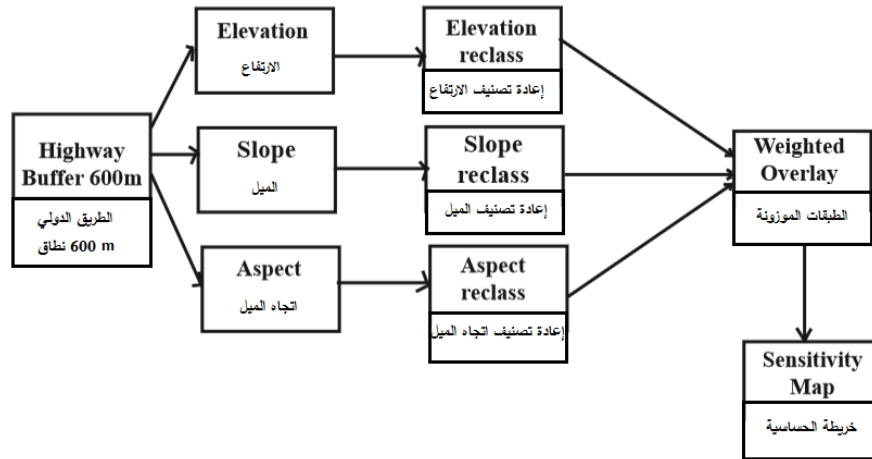 Highway
Buffer 600m
الطريق الدولي
600 m نطاق
Elevation
الارتفاع
Slope
الميل
Aspect
اتجاه الميل
Elevation
reclass
إعادة تصنيف الارتفاع
Slope
reclass
إعادة تصنيف الميل
Aspect
reclass
إعادة تصنيف اتجاه الميل
Weighted
Overlay
الطبقات الموزونة
Sensitivity
Map
خريطة الحساسية